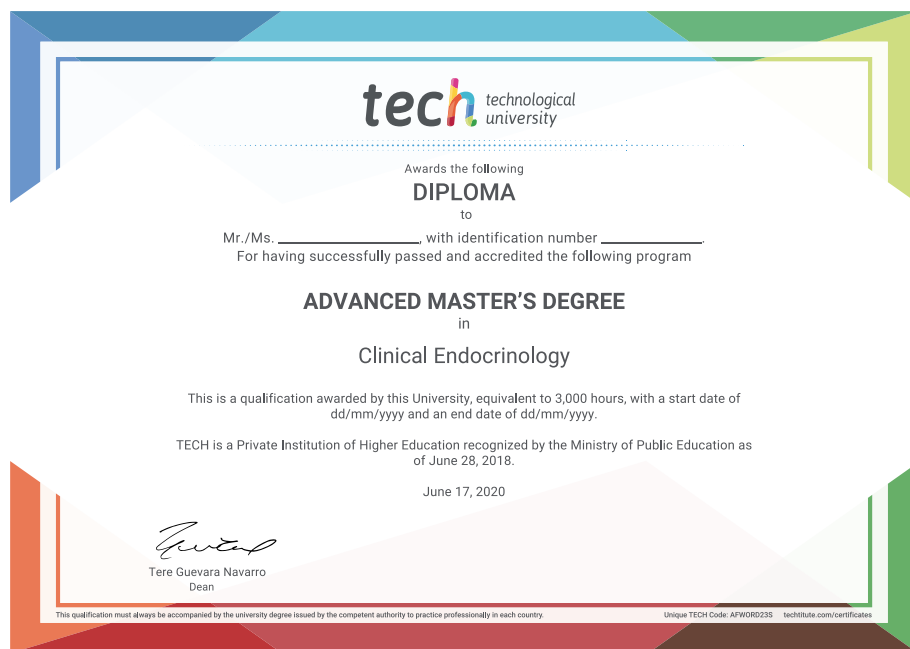 tech technological
university
Awards the following
DIPLOMA
to
Mr./Ms. ____________________, with identification number ______________.
For having successfully passed and accredited the following program
ADVANCED MASTER'S DEGREE
in
Clinical Endocrinology
This is a qualification awarded by this University, equivalent to 3,000 hours, with a start date of
dd/mm/yyyy and an end date of dd/mm/yyyy.
TECH is a Private Institution of Higher Education recognized by the Ministry of Public Education as
of June 28, 2018.
June 17, 2020
Tere Guevara Navarro
Dean
This qualification must always be accompanied by the university degree issued by the competent authority to practice professionally in each country.
Unique TECH Code: AFWORD23S techtitute.com/certificates